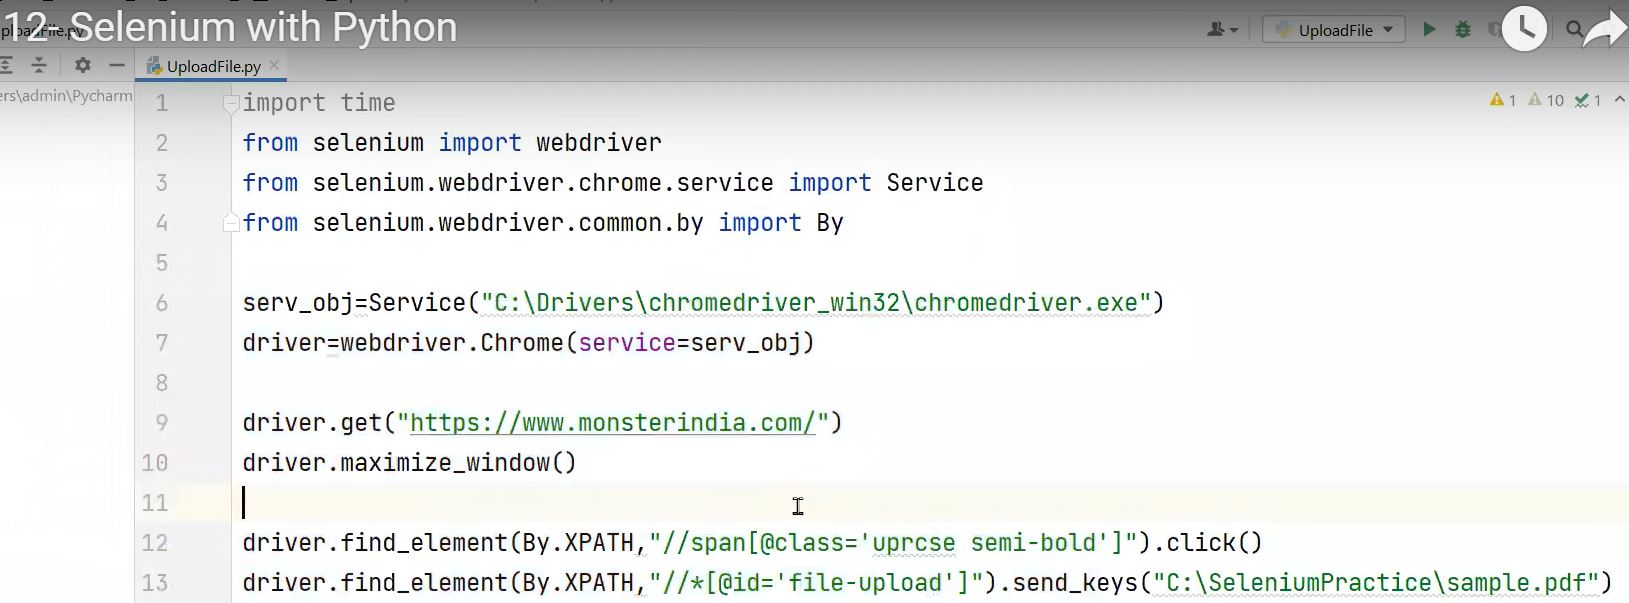 12- Selenium with Python
ploadFile.py
UploadFile
UploadFile.py
ers\admin\Pycharm
1 10 1
1 import time
2 from selenium import webdriver
3 from selenium.webdriver.chrome.service import Service
4 from selenium.webdriver.common.by import By
5
6 serv_obj=Service("C:\Drivers\chromedriver_win32\chromedriver.exe")
7 driver=webdriver.Chrome(service=serv_obj)
8
9 driver.get("https://www.monsterindia.com/")
10 driver.maximize_window()
11
12 driver.find_element(By.XPATH,"//span[@class='uprcse semi-bold']").click()
13 driver.find_element(By.XPATH,"//*[@id='file-upload']").send_keys("C:\SeleniumPractice\sample.pdf")